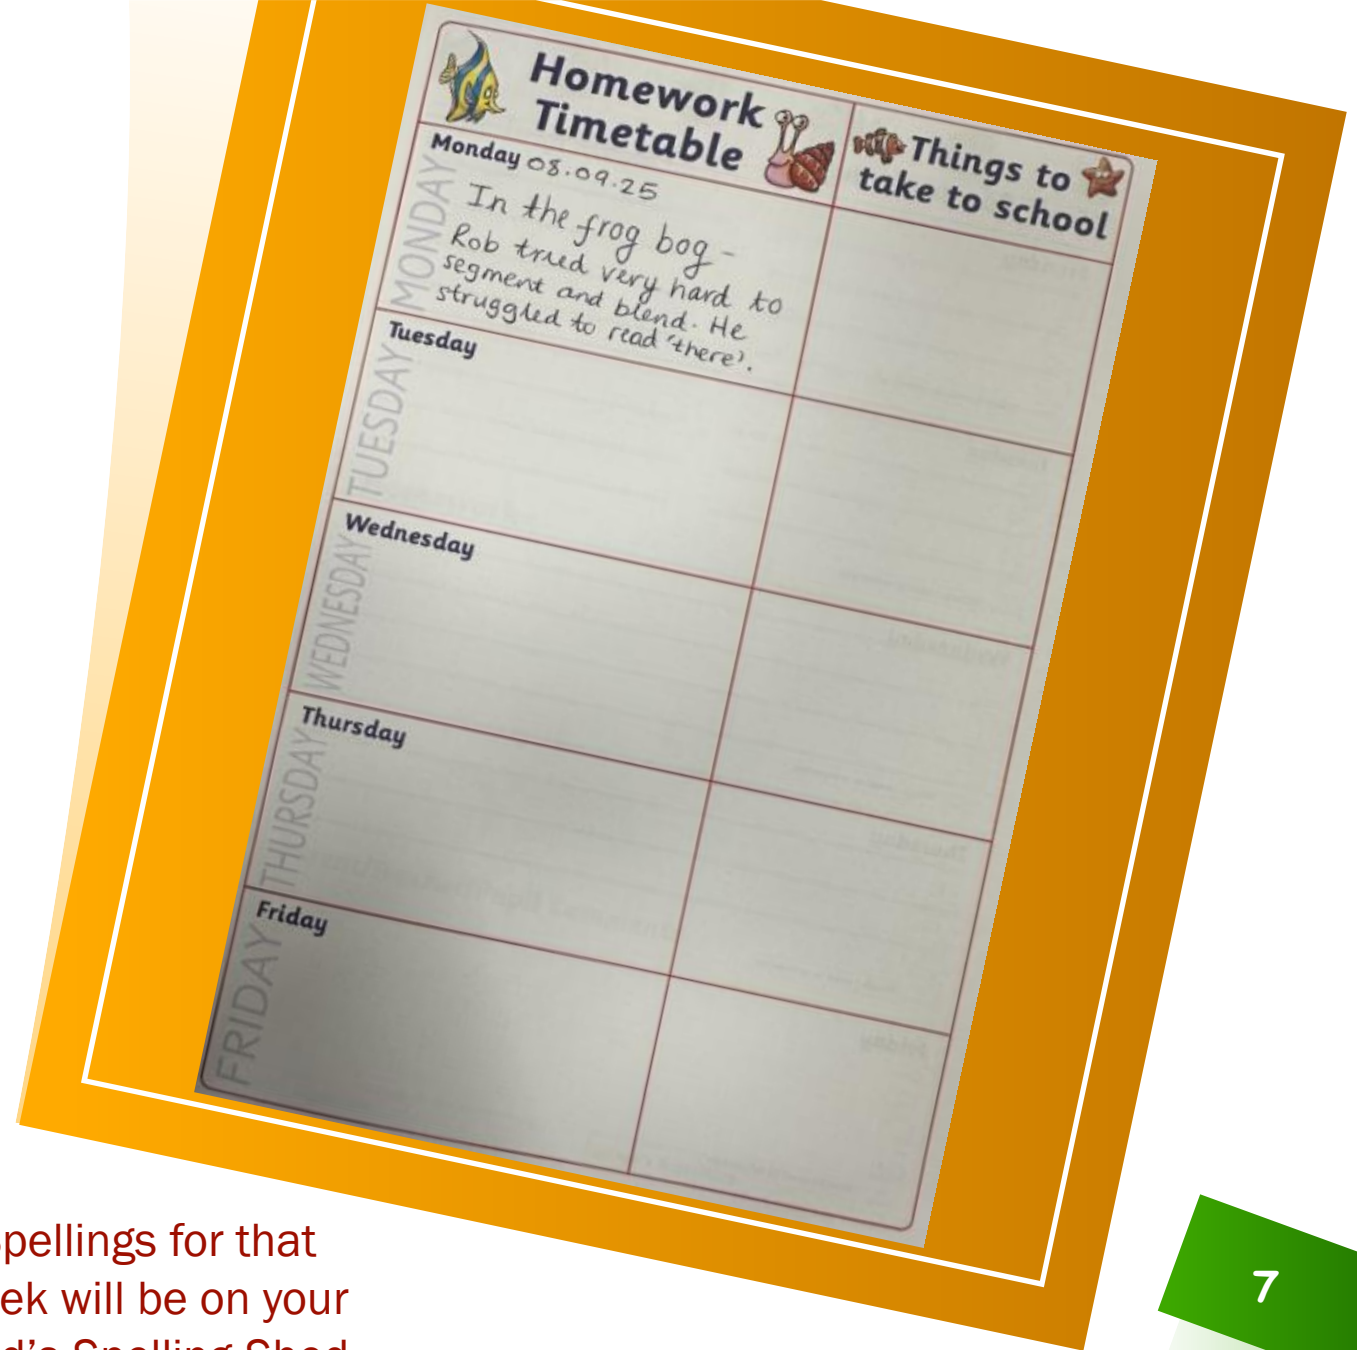 Homework
Timetable
Things to
take to school
Monday 08.09.25
MONDAY
In the frog bog -
Rob tried very hard to
segment and blend. He
struggled to read 'there'.
Tuesday
TUESDAY
Wednesday
WEDNESDAY
Thursday
THURSDAY
Friday
FRIDAY
pellings for that
ek will be on your
d's Spelling Shed
7